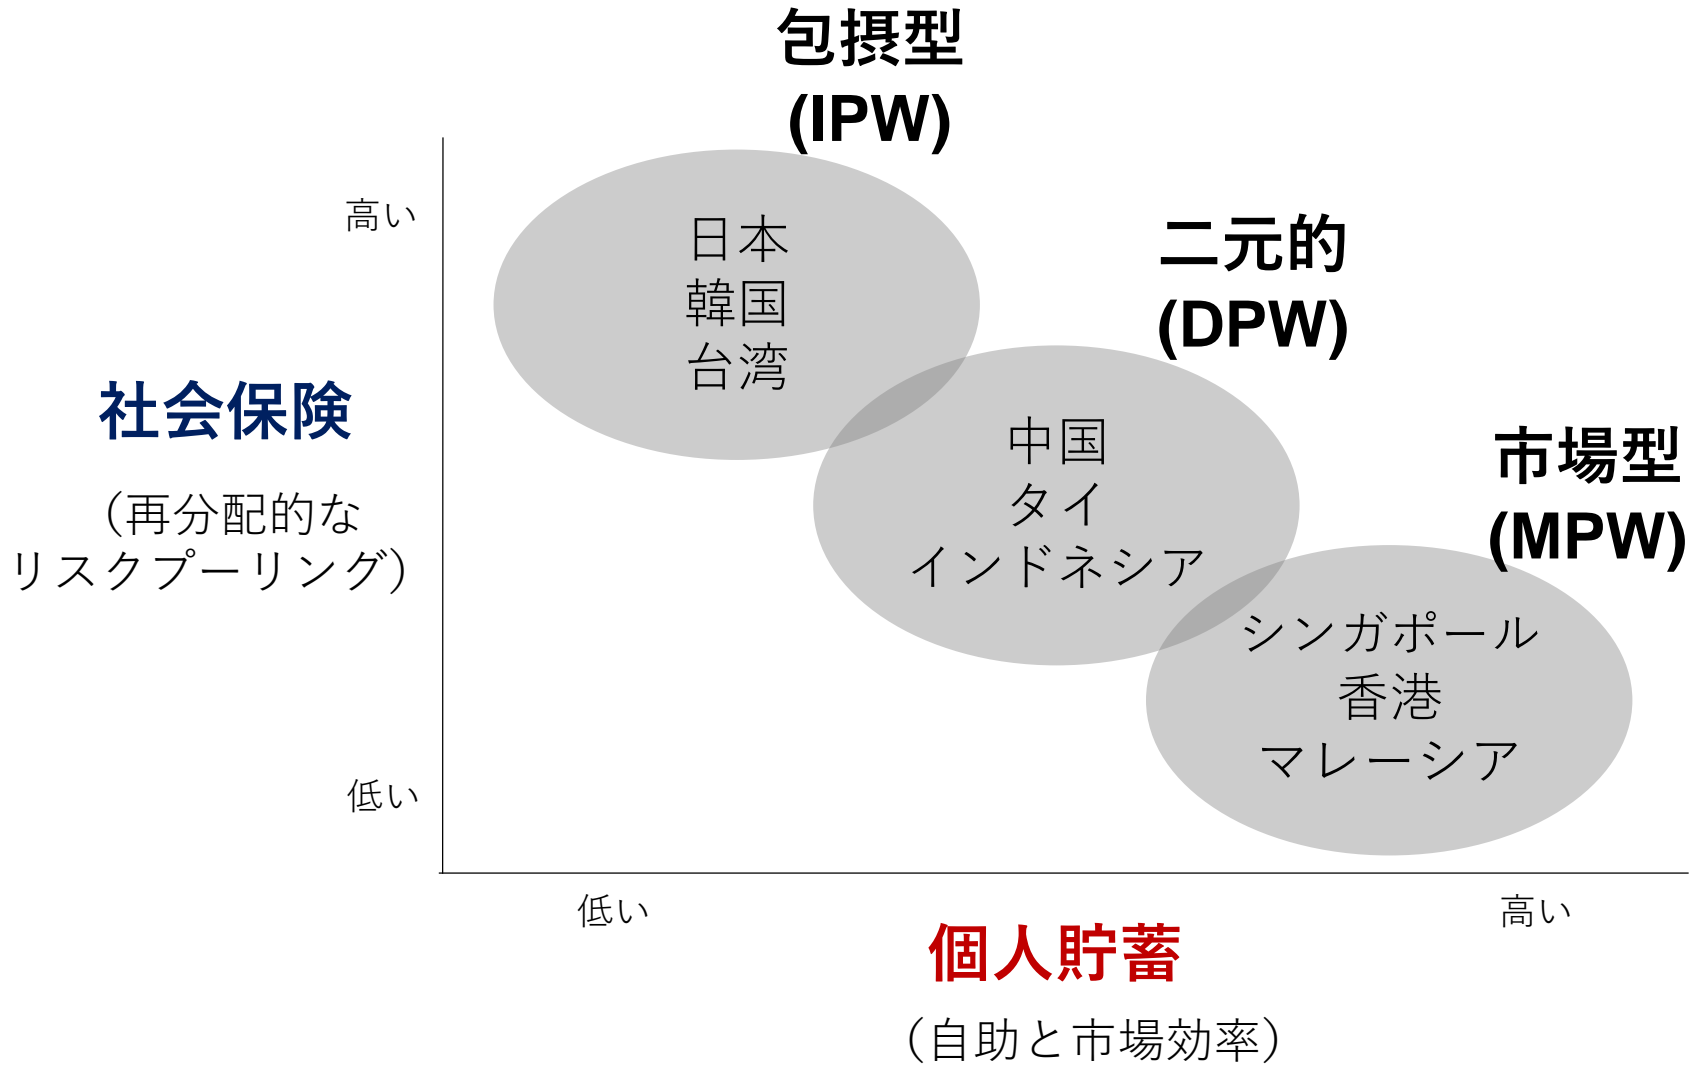 包摂型
(IPW)
高い
日本
韓国
台湾
二元的
(DPW)
社会保険
（再分配的な
リスクプーリング）
中国
タイ
インドネシア
市場型
(MPW)
シンガポール
香港
マレーシア
低い
低い
高い
個人貯蓄
（自助と市場効率）